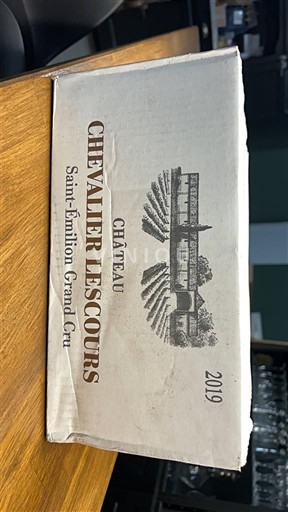 2019
CHÂTEAU
CHEVALIER LESCOURS
Saint-Émilion Grand Cru